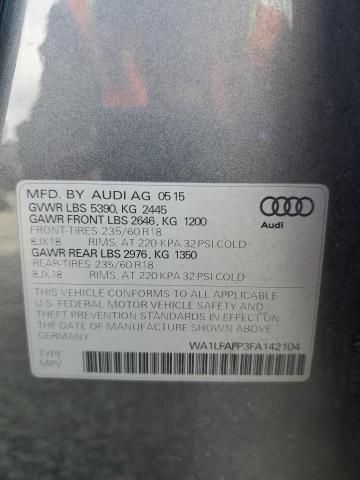 MFD. BY AUDI AG 05 15
GVWR LBS 5390, KG 2445
GAWR FRONT LBS 2646, KG 1200
FRONT-TIRES 235/60 R18
8JX18 RIMS, AT 220 KPA 32 PSI COLD
GAWR REAR LBS 2976, KG 1350
REAR-TIRES 235/60 R18
8JX18 RIMS, AT 220 KPA 32 PSI COLD
Audi
THIS VEHICLE CONFORMS TO ALL APPLICABLE
U.S. FEDERAL MOTOR VEHICLE SAFETY AND
THEFT PREVENTION STANDARDS IN EFFECT ON
THE DATE OF MANUFACTURE SHOWN ABOVE
GERMANY
WA1LFAFP3FA142104
TYPE:
MPV